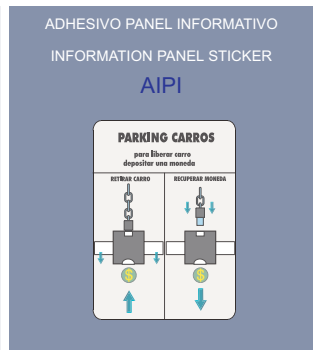 ADHESIVO PANEL INFORMATIVO
INFORMATION PANEL STICKER
AIPI
PARKING CARROS
para liberar carro
depositar una moneda
RETIRAR CARRO
RECUPERAR MONEDA
$
$